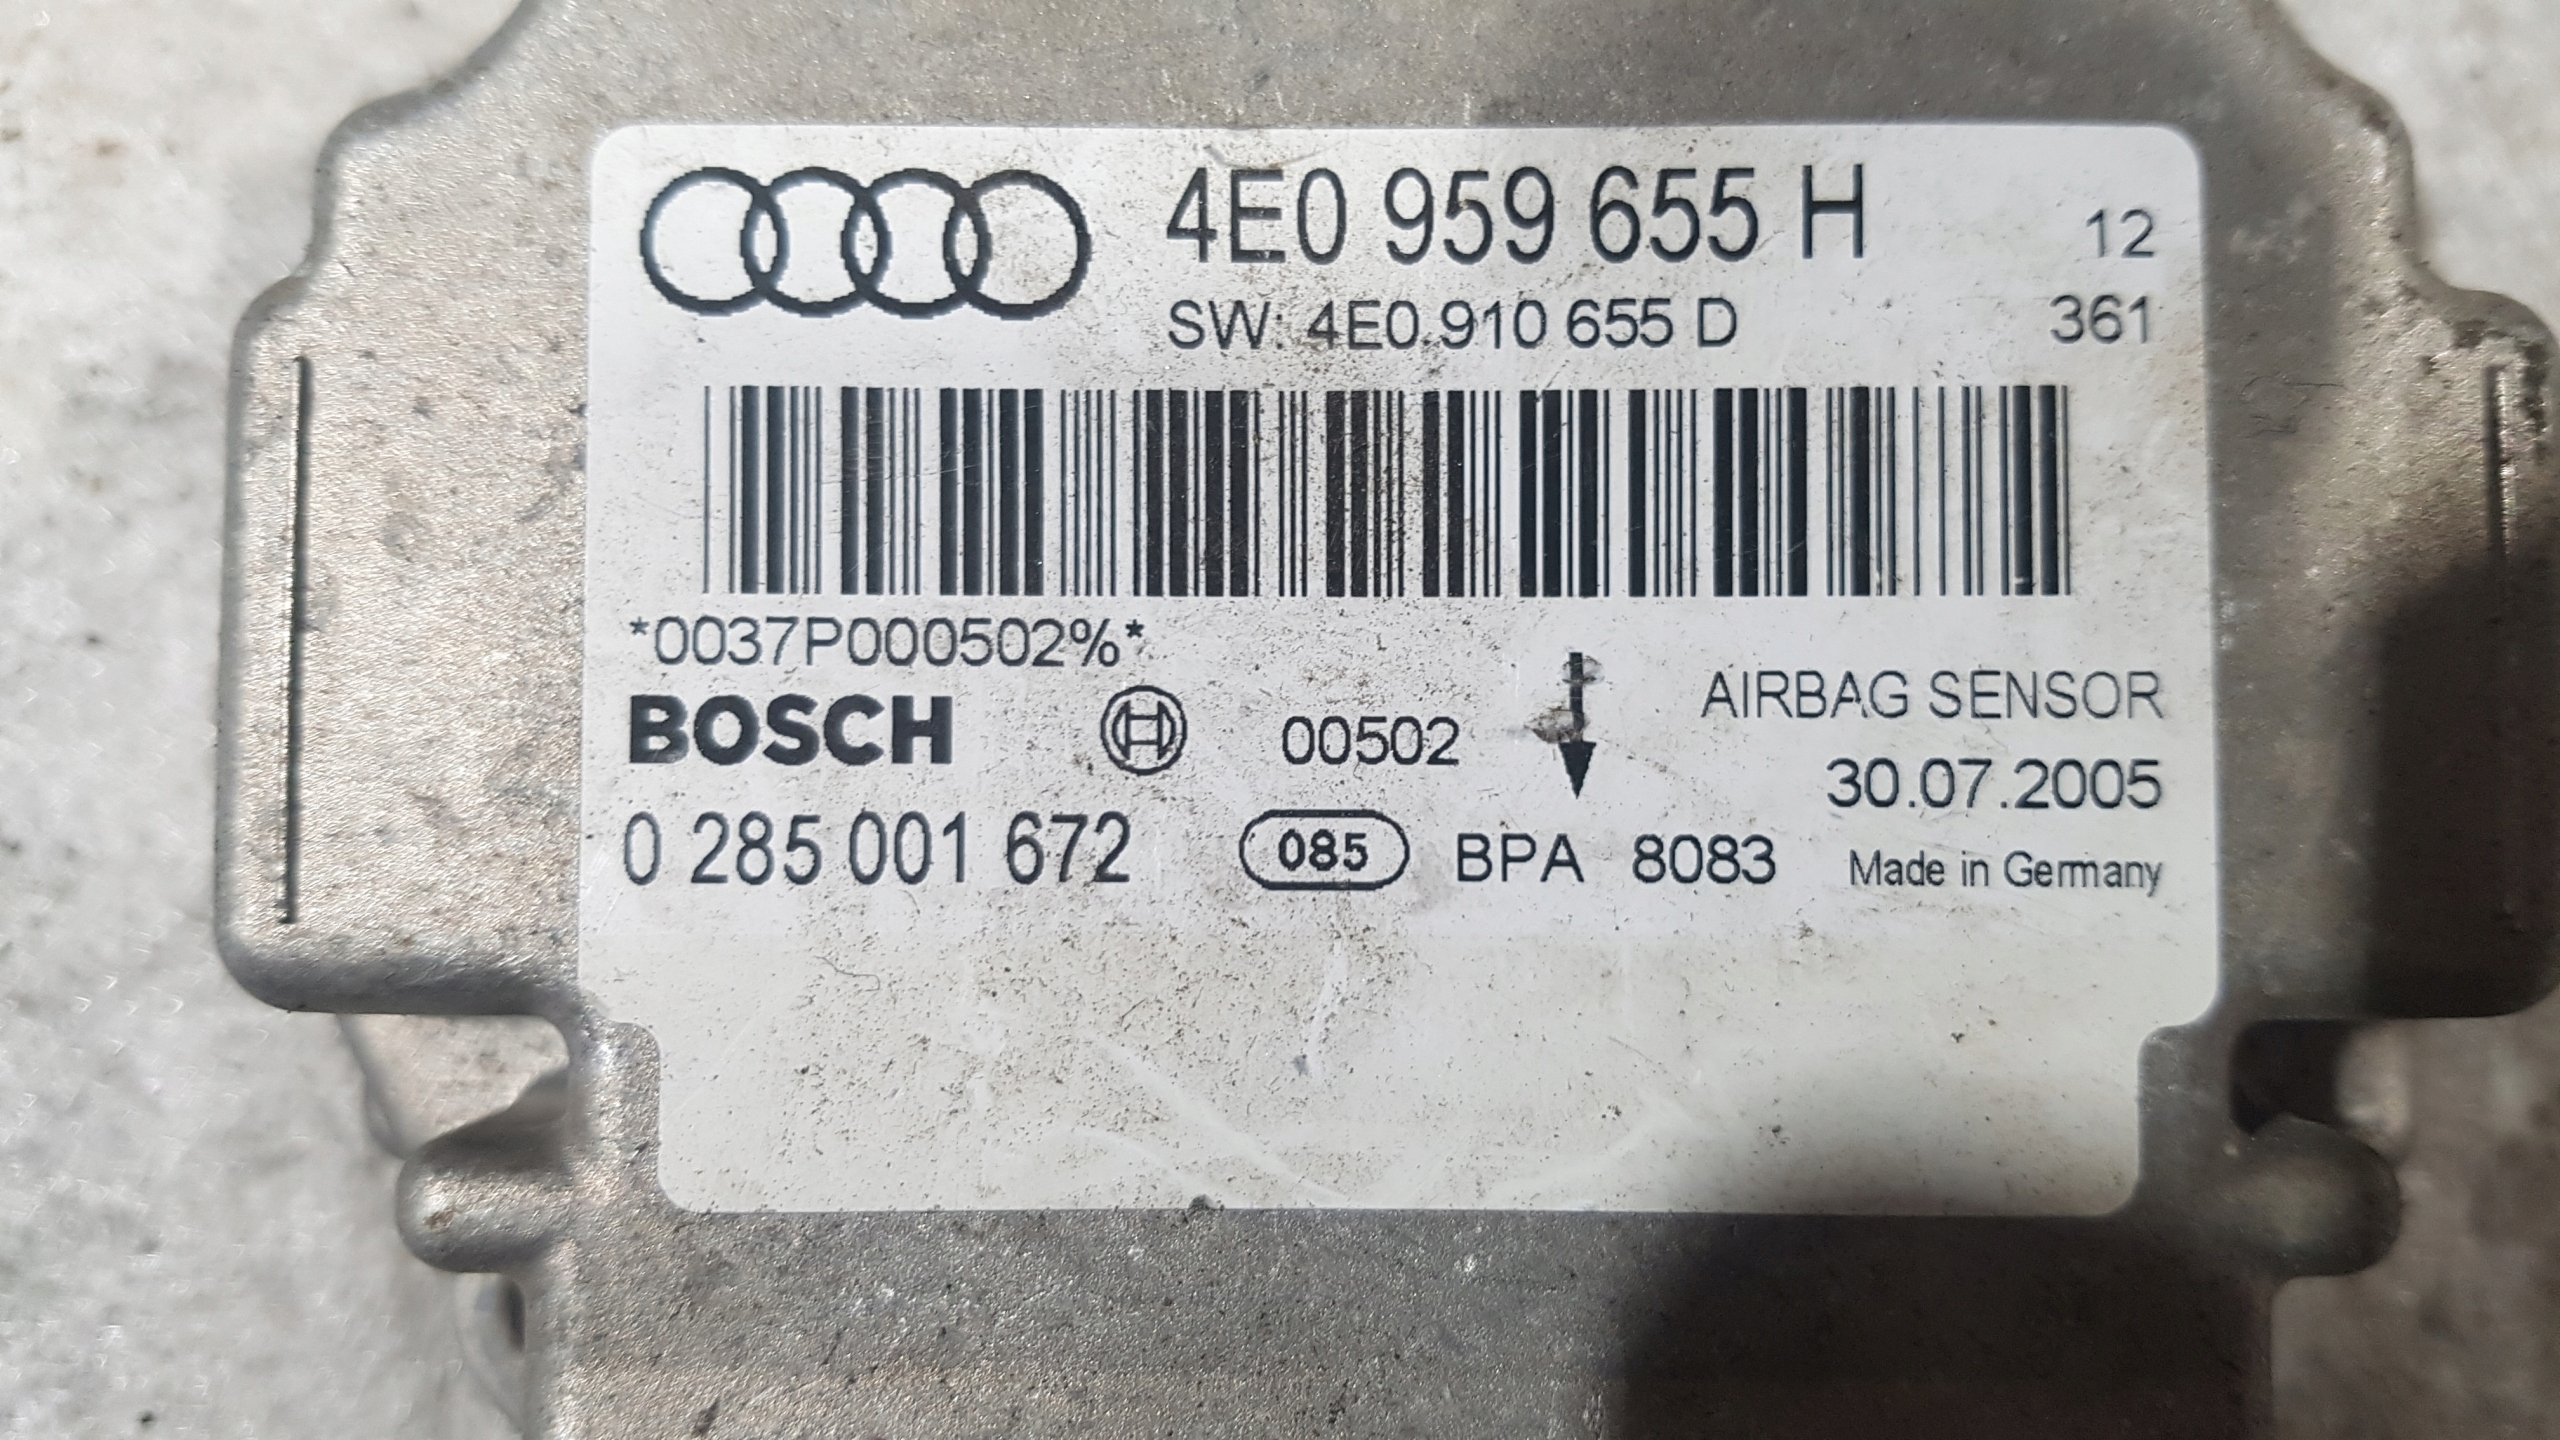 4E0 959 655 H 12
SW: 4E0 910 655 D 361
*0037P000502%*
BOSCH 00502 AIRBAG SENSOR
30.07.2005
0 285 001 672 085 BPA 8083 Made in Germany